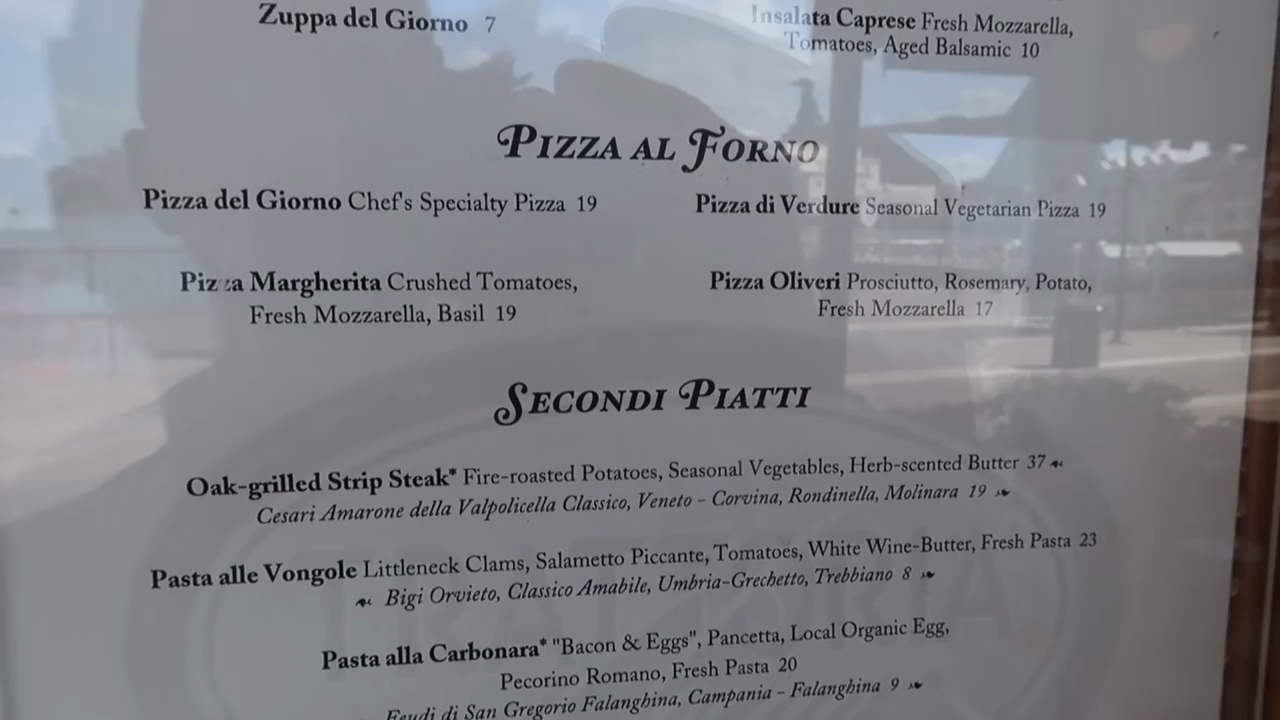 Zuppa del Giorno 7
Insalata Caprese Fresh Mozzarella,
Tomatoes, Aged Balsamic 10
PIZZA AL FORNO
Pizza del Giorno Chef's Specialty Pizza 19
Pizza di Verdure Seasonal Vegetarian Pizza 19
Pizza Margherita Crushed Tomatoes,
Fresh Mozzarella, Basil 19
Pizza Oliveri Prosciutto, Rosemary, Potato,
Fresh Mozzarella 17
SECONDI PIATTI
Oak-grilled Strip Steak* Fire-roasted Potatoes, Seasonal Vegetables, Herb-scented Butter 37
Cesari Amarone della Valpolicella Classico, Veneto - Corvina, Rondinella, Molinara 19
Pasta alle Vongole Littleneck Clams, Salametto Piccante, Tomatoes, White Wine-Butter, Fresh Pasta 23
Bigi Orvieto, Classico Amabile, Umbria-Grechetto, Trebbiano 8
Pasta alla Carbonara* "Bacon & Eggs", Pancetta, Local Organic Egg,
Pecorino Romano, Fresh Pasta 20
Feudi di San Gregorio Falanghina, Campania - Falanghina 9
TRATTORIA